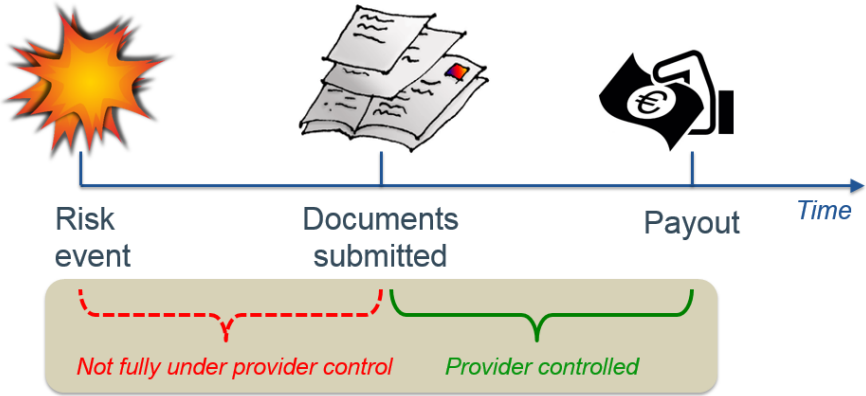 €
Time
Risk
event
Documents
submitted
Payout
Not fully under provider control
Provider controlled